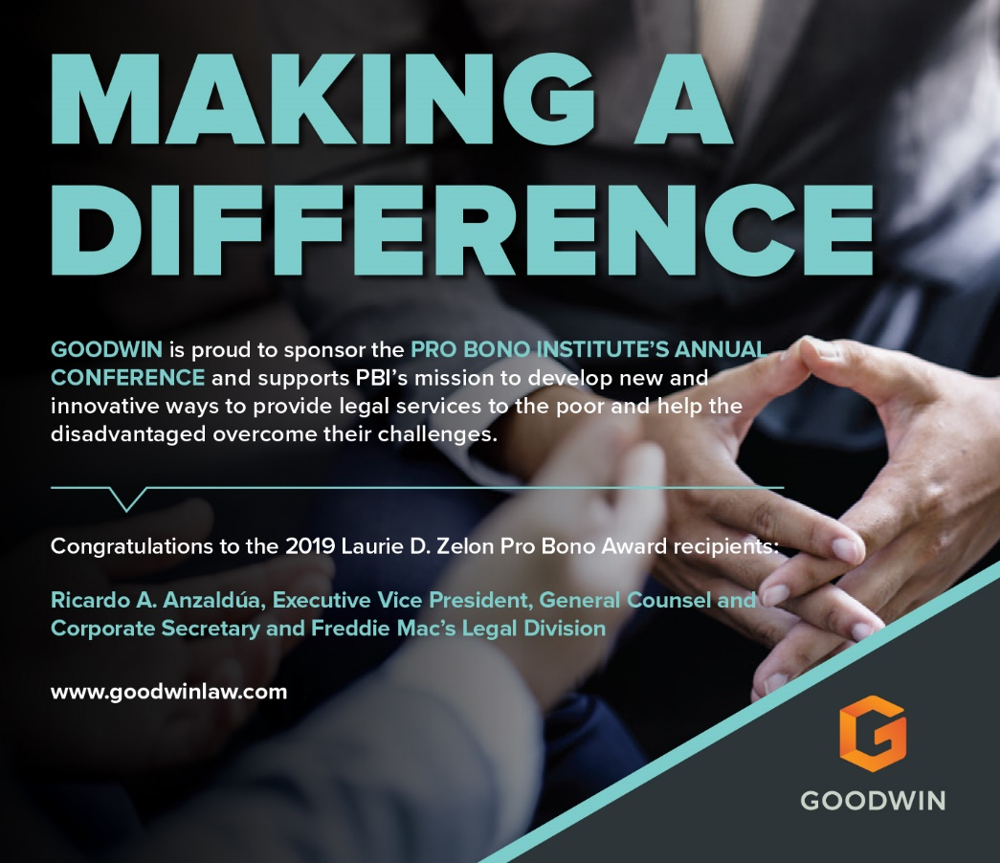 MAKING A
DIFFERENCE
GOODWIN is proud to sponsor the PRO BONO INSTITUTE'S ANNUAL
CONFERENCE and supports PBI's mission to develop new and
innovative ways to provide legal services to the poor and help the
disadvantaged overcome their challenges.
Congratulations to the 2019 Laurie D. Zelon Pro Bono Award recipients:
Ricardo A. Anzaldúa, Executive Vice President, General Counsel and
Corporate Secretary and Freddie Mac's Legal Division
www.goodwinlaw.com
G
GOODWIN